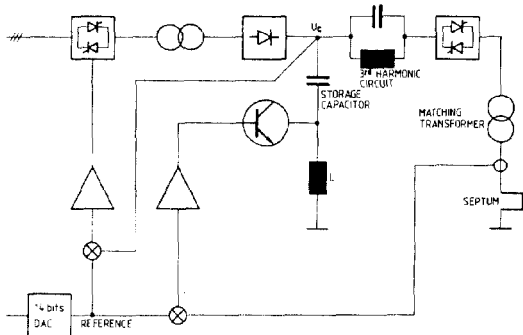 Uc
3rd HARMONIC
CIRCUIT
STORAGE
CAPACITOR
MATCHING
TRANSFORMER
L
SEPTUM
14 bits
DAC
REFERENCE